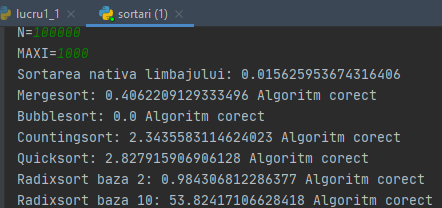 lucru1_1 × sortari (1) ×
N=100000
MAXI=1000
Sortarea nativa limbajului: 0.015625953674316406
Mergesort: 0.4062209129333496 Algoritm corect
Bubblesort: 0.0 Algoritm corect
Countingsort: 2.3435583114624023 Algoritm corect
Quicksort: 2.827915906906128 Algoritm corect
Radixsort baza 2: 0.984306812286377 Algoritm corect
Radixsort baza 10: 53.82417106628418 Algoritm corect